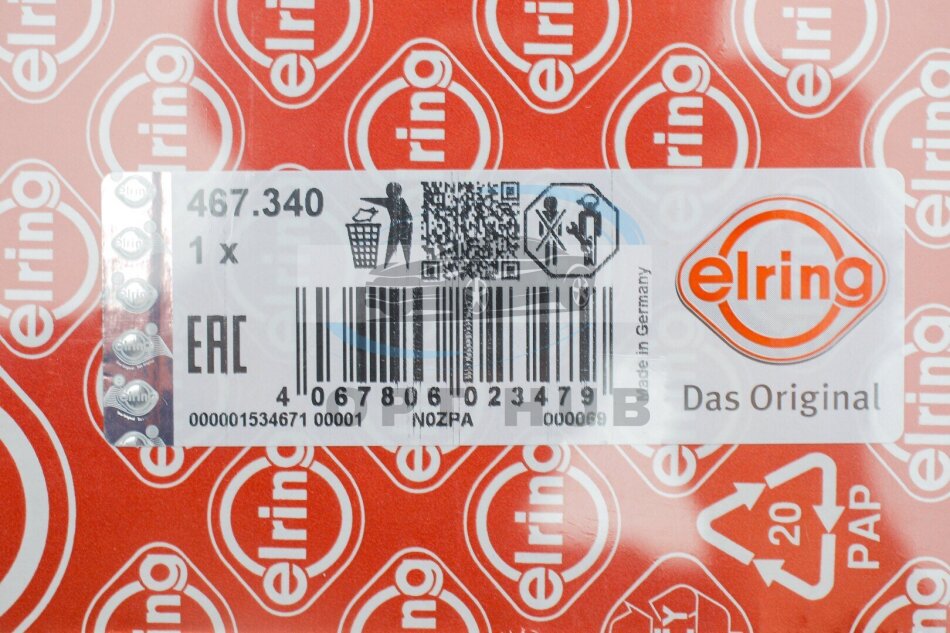 467.340
1 x
EAC
4 067806 023479
000001534671 00001 N0ZPA 000069
Made in Germany
elring
Das Original
20
PAP